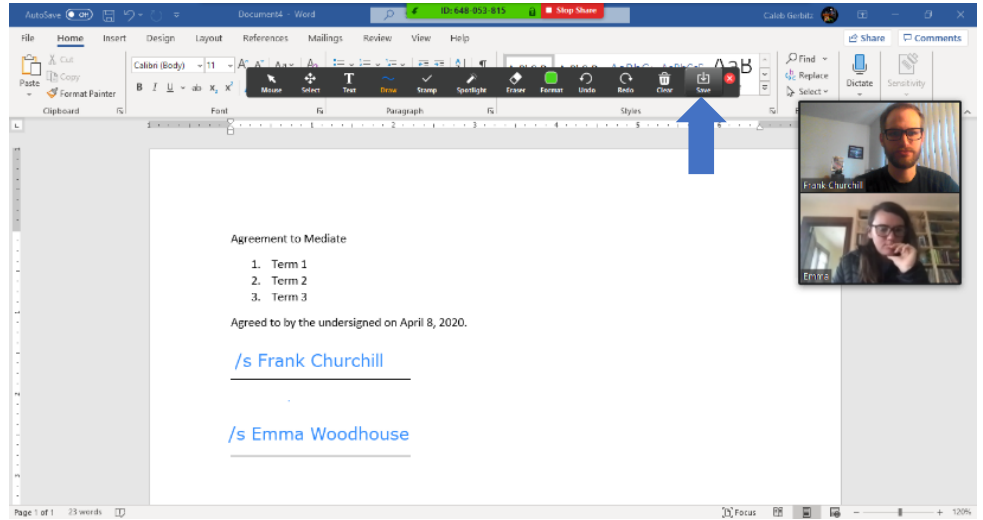 AutoSave Off Document4 - Word ID: 648-053-815 Stop Share Caleb Gerbitz
File Home Insert Design Layout References Mailings Review View Help Share Comments
Paste Cut Copy Format Painter
Calibri (Body) 11
B I U ab x, x²
Mouse Select Text Draw Stamp Spotlight Eraser Format Undo Redo Clear Save
Find Replace Select Dictate Sensitivity
Clipboard Font Paragraph Styles
Frank Churchill
Emma
Agreement to Mediate
1. Term 1
2. Term 2
3. Term 3
Agreed to by the undersigned on April 8, 2020.
/s Frank Churchill
/s Emma Woodhouse
Page 1 of 1 23 words Focus 120%